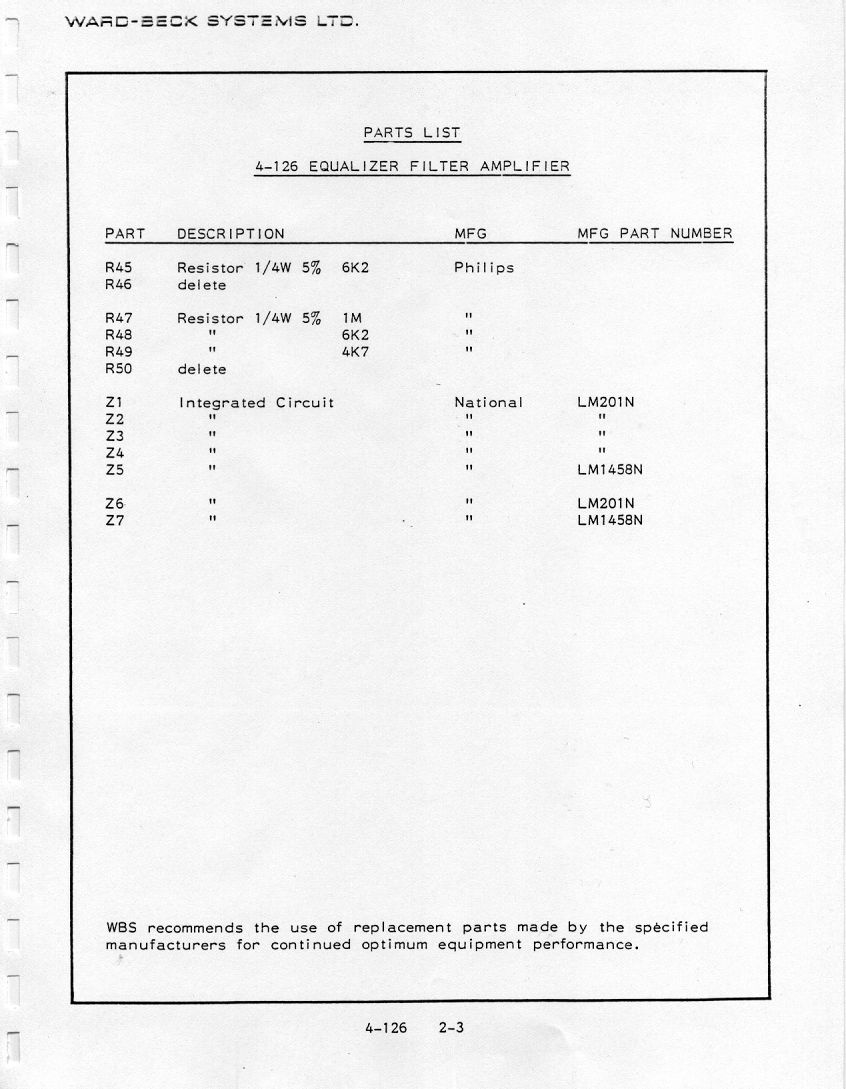 WARD-BECK SYSTEMS LTD.
PARTS LIST
4-126 EQUALIZER FILTER AMPLIFIER
PART DESCRIPTION MFG MFG PART NUMBER
R45 Resistor 1/4W 5% 6K2 Philips
R46 delete
R47 Resistor 1/4W 5% 1M "
R48 " 6K2 "
R49 " 4K7 "
R50 delete
Z1 Integrated Circuit National LM201N
Z2 " " "
Z3 " " "
Z4 " " "
Z5 " " LM1458N
Z6 " " LM201N
Z7 " " LM1458N
WBS recommends the use of replacement parts made by the specified
manufacturers for continued optimum equipment performance.
4-126 2-3